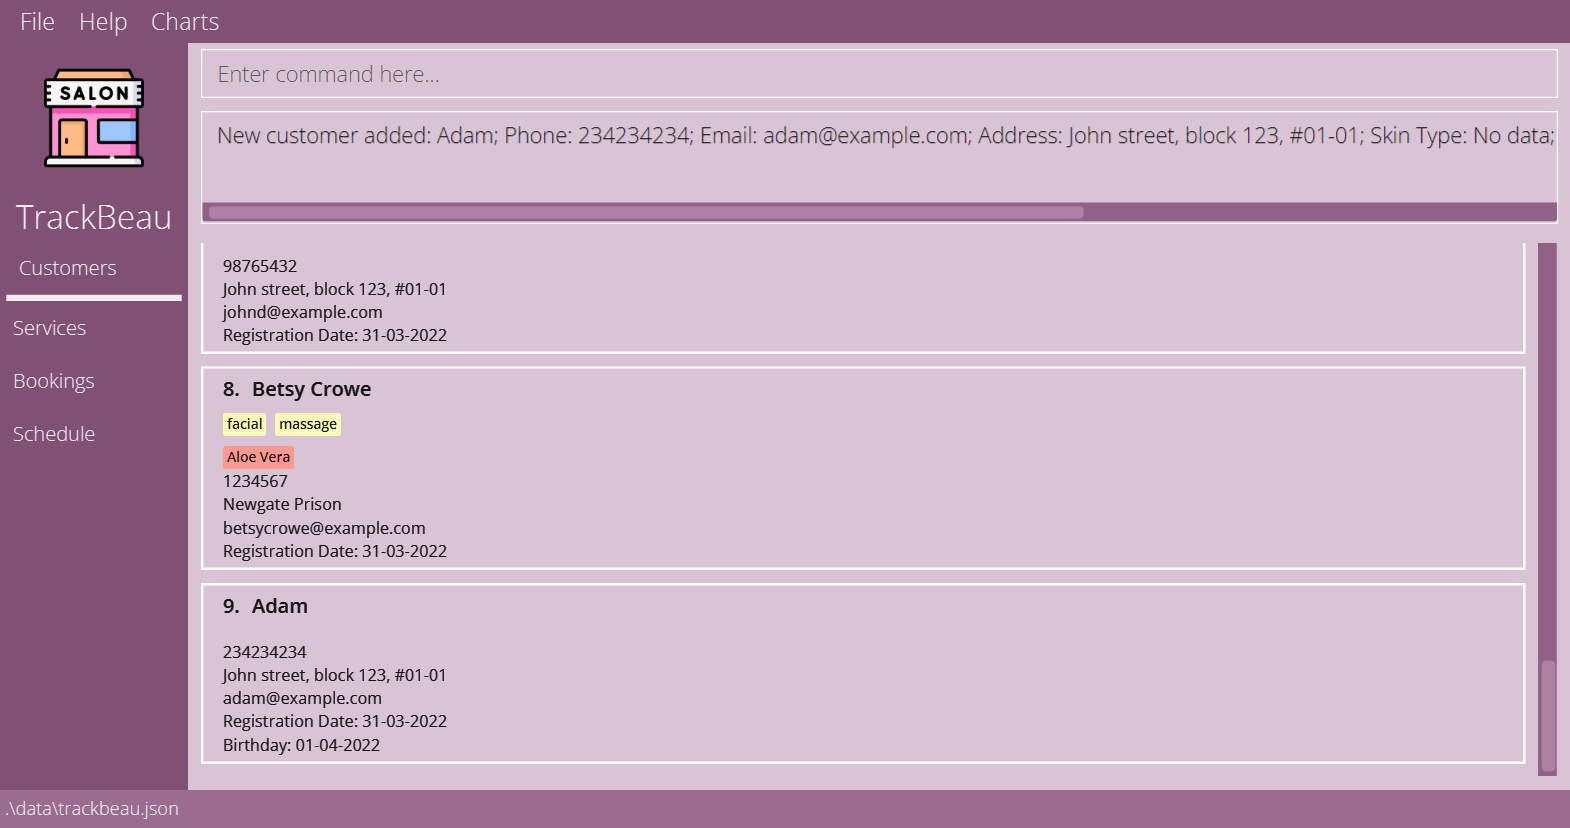 File Help Charts
SALON
TrackBeau
Customers
Services
Bookings
Schedule
Enter command here...
New customer added: Adam; Phone: 234234234; Email: adam@example.com; Address: John street, block 123, #01-01; Skin Type: No data;
98765432
John street, block 123, #01-01
johnd@example.com
Registration Date: 31-03-2022
8. Betsy Crowe
facial massage
Aloe Vera
1234567
Newgate Prison
betsycrowe@example.com
Registration Date: 31-03-2022
9. Adam
234234234
John street, block 123, #01-01
adam@example.com
Registration Date: 31-03-2022
Birthday: 01-04-2022
.\data\trackbeau.json